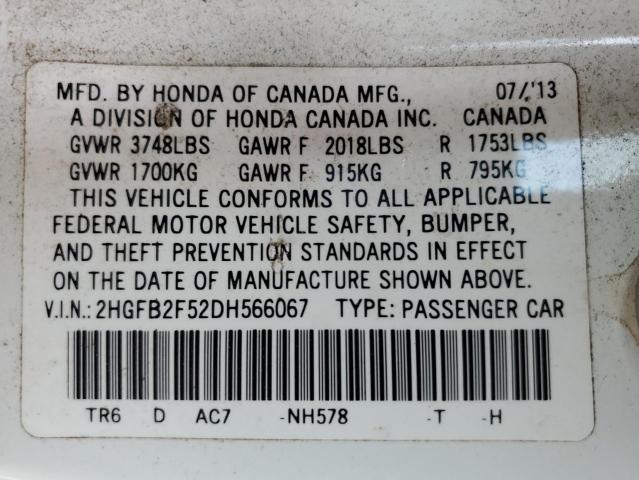 MFD. BY HONDA OF CANADA MFG., 07/'13
A DIVISION OF HONDA CANADA INC. CANADA
GVWR 3748LBS GAWR F 2018LBS R 1753LBS
GVWR 1700KG GAWR F 915KG R 795KG
THIS VEHICLE CONFORMS TO ALL APPLICABLE
FEDERAL MOTOR VEHICLE SAFETY, BUMPER,
AND THEFT PREVENTION STANDARDS IN EFFECT
ON THE DATE OF MANUFACTURE SHOWN ABOVE.
V.I.N.: 2HGFB2F52DH566067 TYPE: PASSENGER CAR
TR6 D AC7 -NH578 -T -H